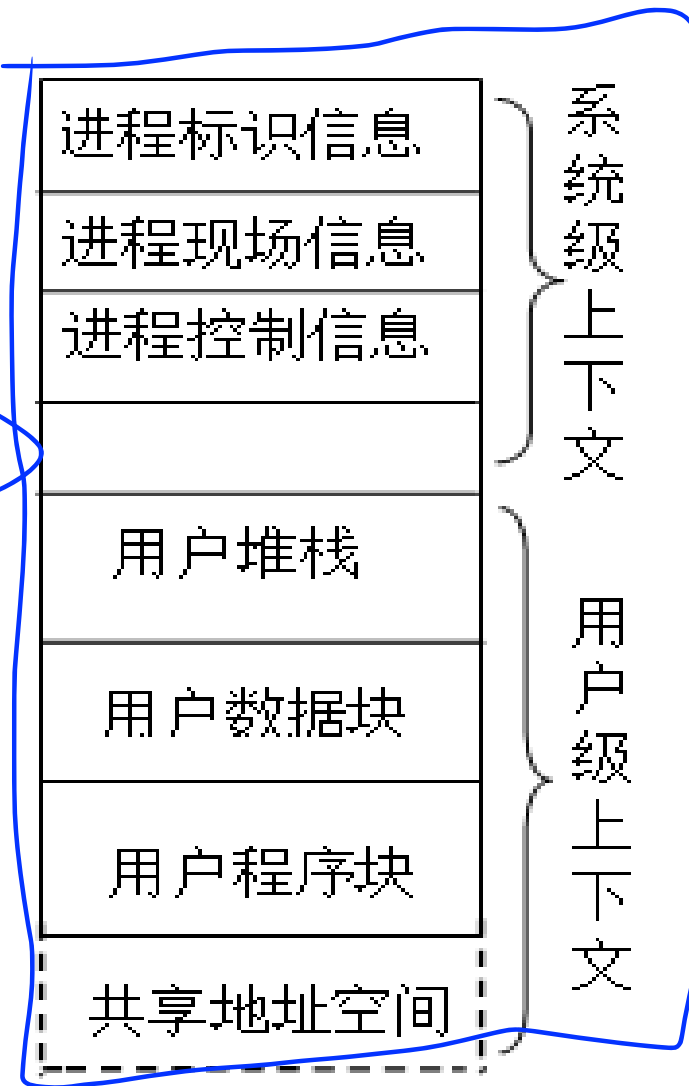 进程标识信息
进程现场信息
进程控制信息
系统级上下文
用户堆栈
用户数据块
用户程序块
共享地址空间
用户级上下文